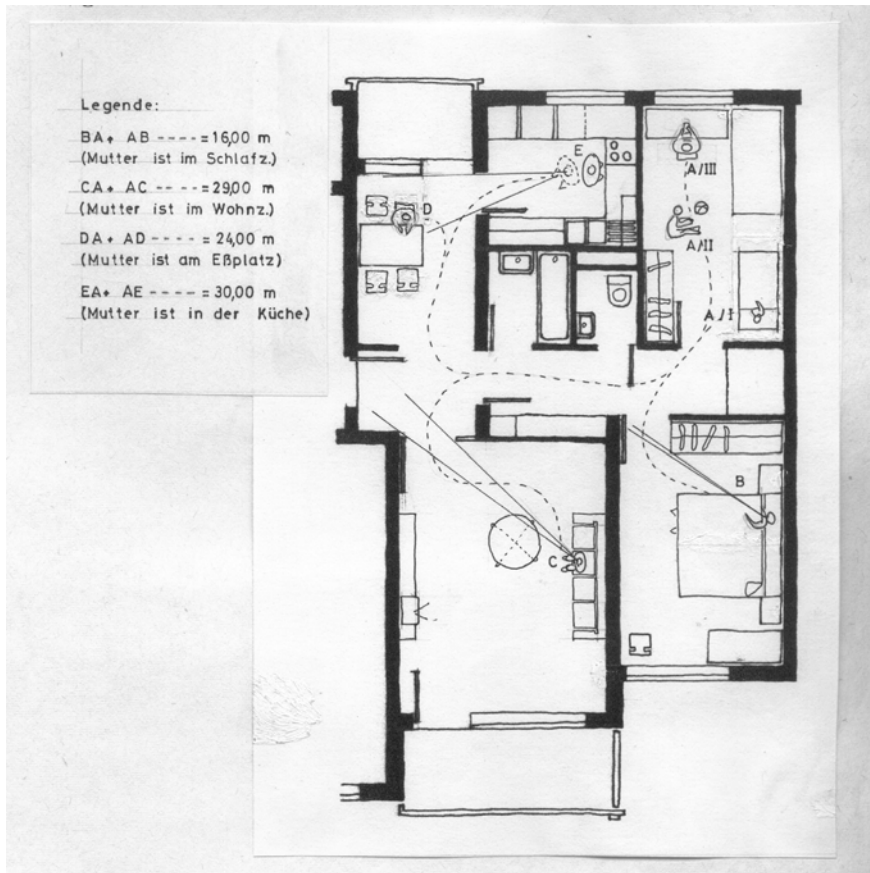 Legende:
BA+ AB ---- = 16,00 m
(Mutter ist im Schlafz.)
CA+ AC ---- = 29,00 m
(Mutter ist im Wohnz.)
DA+ AD ---- = 24,00 m
(Mutter ist am Eßplatz)
EA+ AE ---- = 30,00 m
(Mutter ist in der Küche)
E
A/III
D
A/II
A/I
B
C